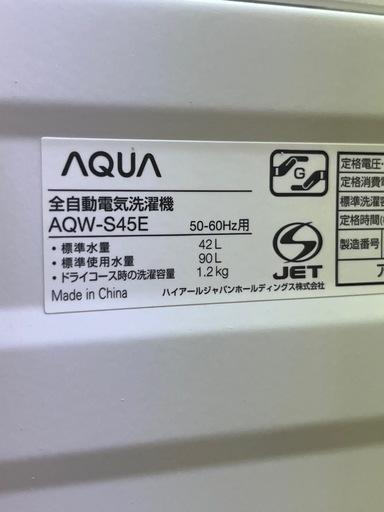 AQUA
全自動電気洗濯機
AQW-S45E 50-60Hz用
・標準水量 42L
・標準使用水量 90L
・ドライコース時の洗濯容量 1.2kg
Made in China
G
S
JET
ハイアールジャパンホールディングス株式会社
定格電圧・
定格消費電
標準洗濯容
定格時間(
製造番号
ア